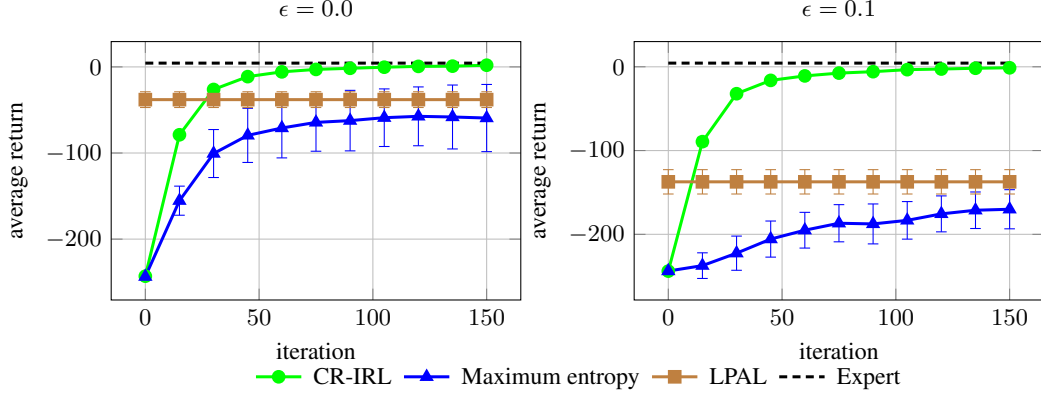 ϵ = 0.0
ϵ = 0.1
0
−100
−200
average return
0
50
100
150
iteration
0
−100
−200
average return
0
50
100
150
iteration
CR-IRL Maximum entropy LPAL Expert